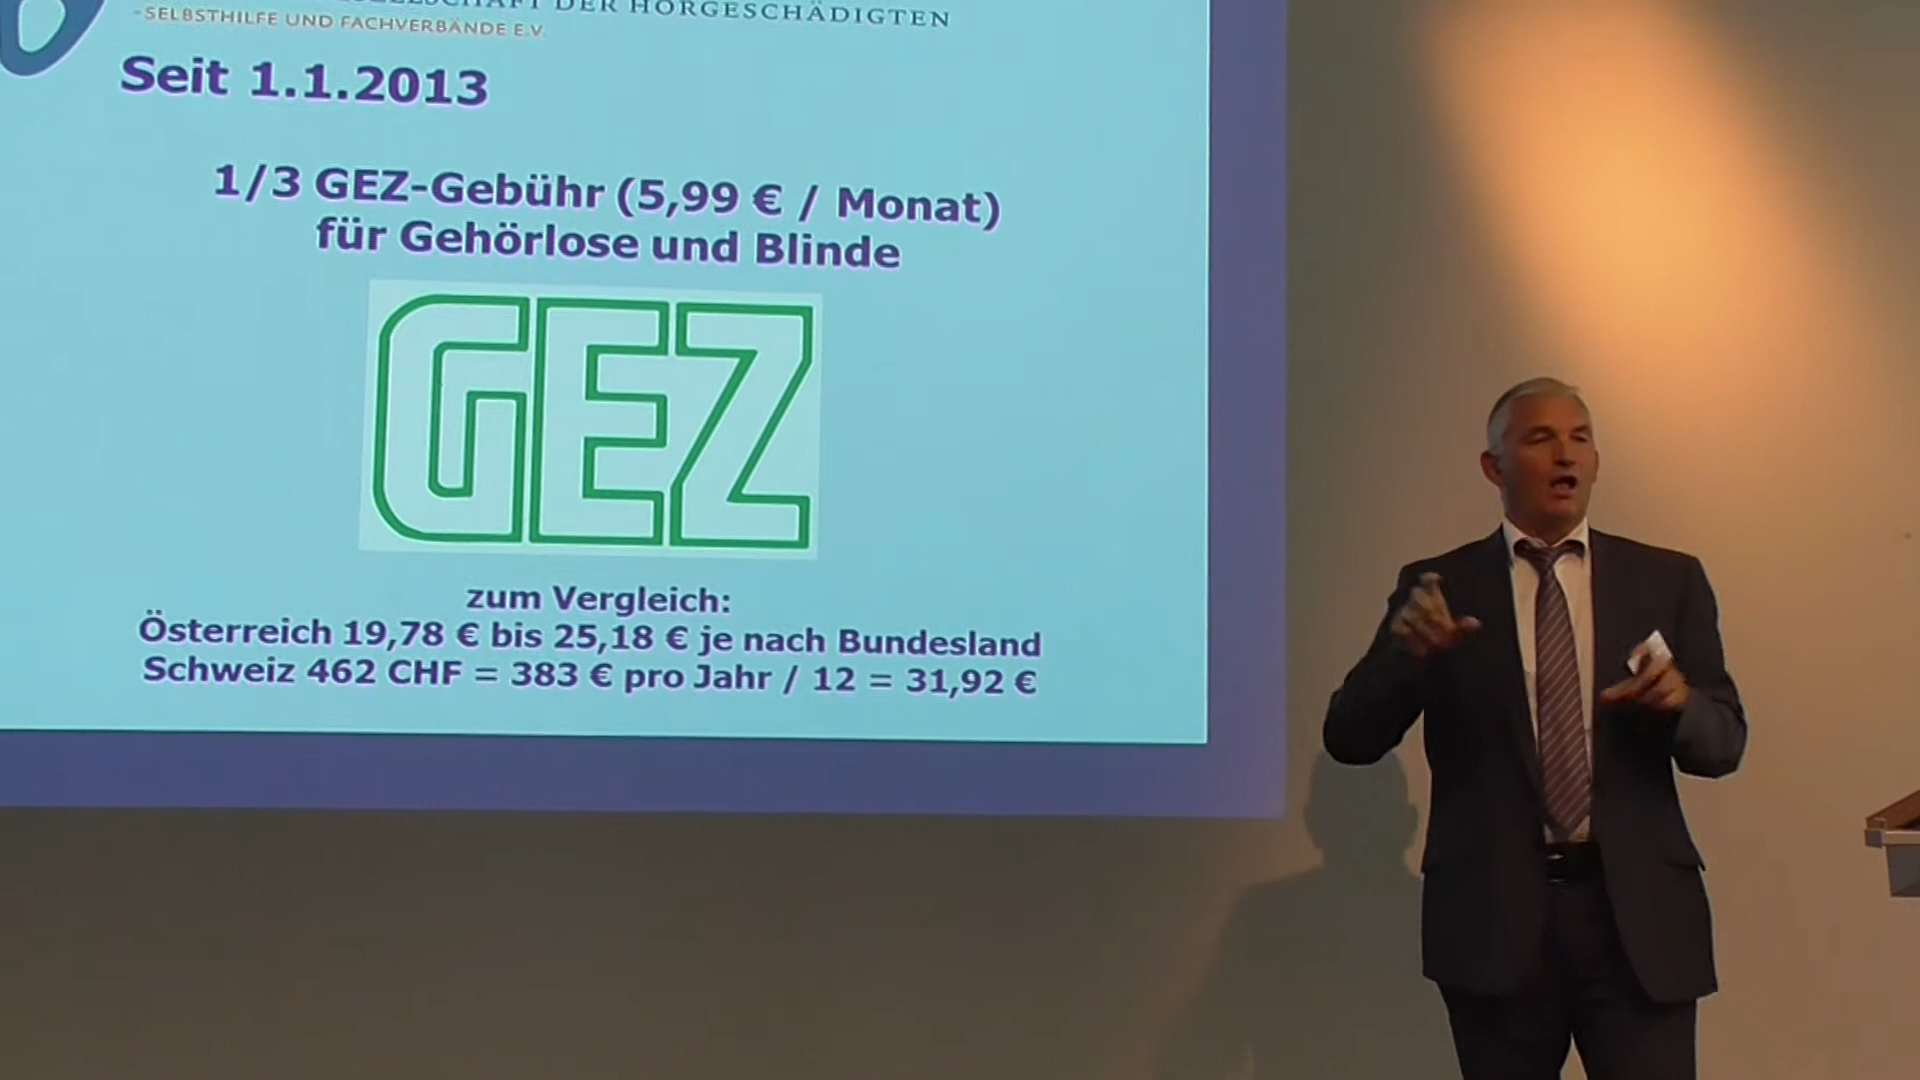 DER HÖRGESCHÄDIGTEN
-SELBSTHILFE UND FACHVERBÄNDE E.V.
Seit 1.1.2013
1/3 GEZ-Gebühr (5,99 € / Monat)
für Gehörlose und Blinde
GEZ
zum Vergleich:
Österreich 19,78 € bis 25,18 € je nach Bundesland
Schweiz 462 CHF = 383 € pro Jahr / 12 = 31,92 €